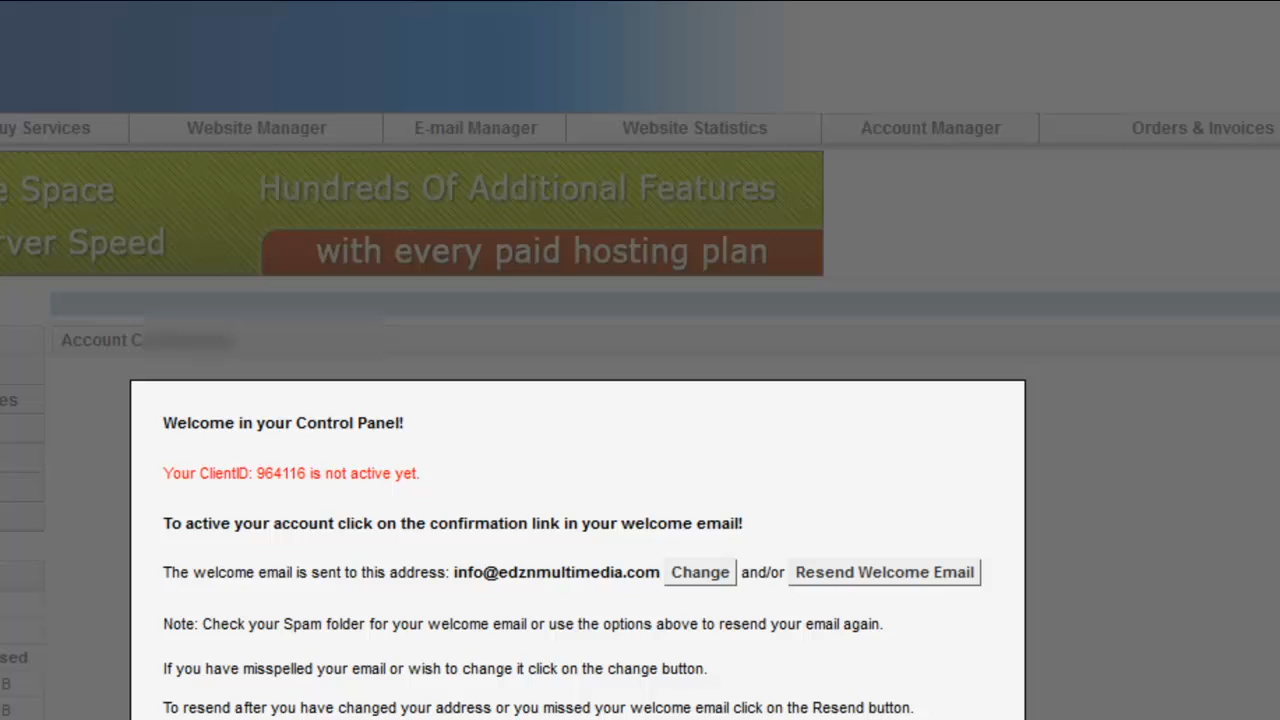 uy Services Website Manager E-mail Manager Website Statistics Account Manager Orders & Invoices
e Space Hundreds Of Additional Features
rver Speed with every paid hosting plan
Account C
es
Welcome in your Control Panel!
Your ClientID: 964116 is not active yet.
To active your account click on the confirmation link in your welcome email!
The welcome email is sent to this address: info@edznmultimedia.com Change and/or Resend Welcome Email
Note: Check your Spam folder for your welcome email or use the options above to resend your email again.
If you have misspelled your email or wish to change it click on the change button.
sed
B
To resend after you have changed your address or you missed your welcome email click on the Resend button.
B